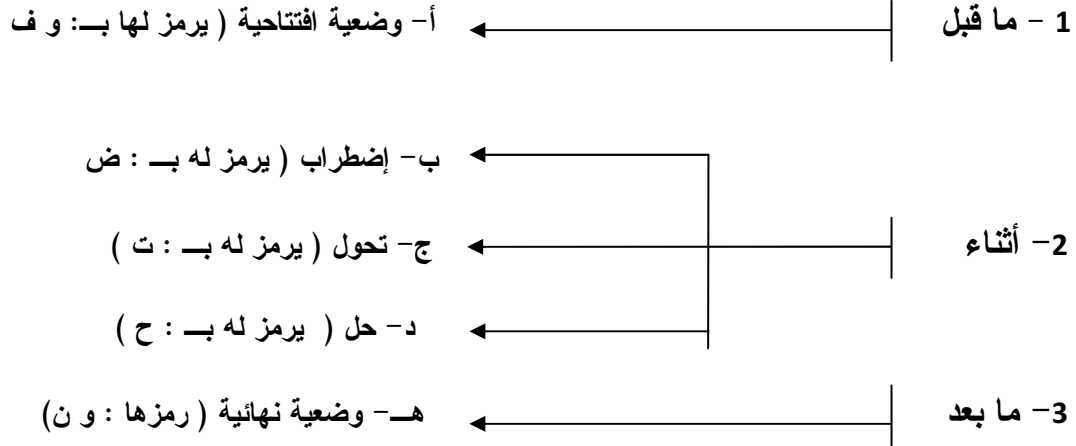 1 - ما قبل
أ- وضعية افتتاحية ( يرمز لها بـــ: و ف
ب- إضطراب ( يرمز له بـــ : ض
2- أثناء
ج- تحول ( يرمز له بـــ : ت )
د- حل ( يرمز له بـــ : ح )
3- ما بعد
هـــ- وضعية نهائية ( رمزها : و ن)